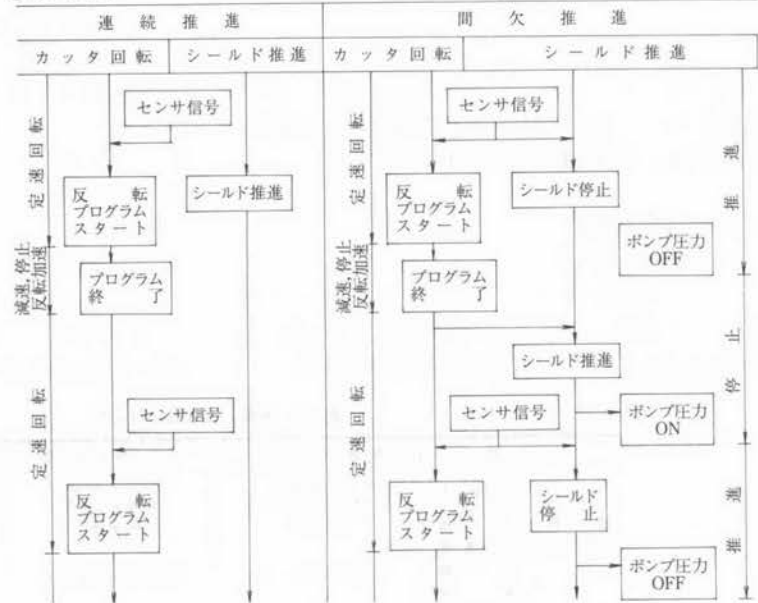 連続推進
間欠推進
カッタ回転
シールド推進
カッタ回転
シールド推進
定速回転
センサ信号
反転
プログラム
スタート
シールド推進
減速,停止
反転加速
プログラム
終了
定速回転
センサ信号
反転
プログラム
スタート
定速回転
センサ信号
反転
プログラム
スタート
シールド停止
ポンプ圧力
OFF
推進
減速,停止
反転加速
プログラム
終了
シールド推進
停止
定速回転
センサ信号
ポンプ圧力
ON
反転
プログラム
スタート
シールド
停止
ポンプ圧力
OFF
推進